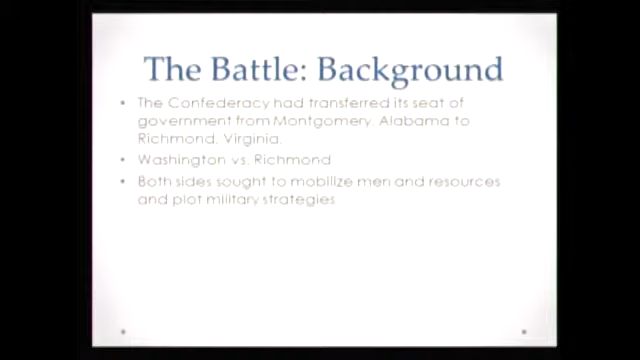 The Battle: Background
• The Confederacy had transferred its seat of
government from Montgomery, Alabama to
Richmond, Virginia.
• Washington vs. Richmond
• Both sides sought to mobilize men and resources
and plot military strategies